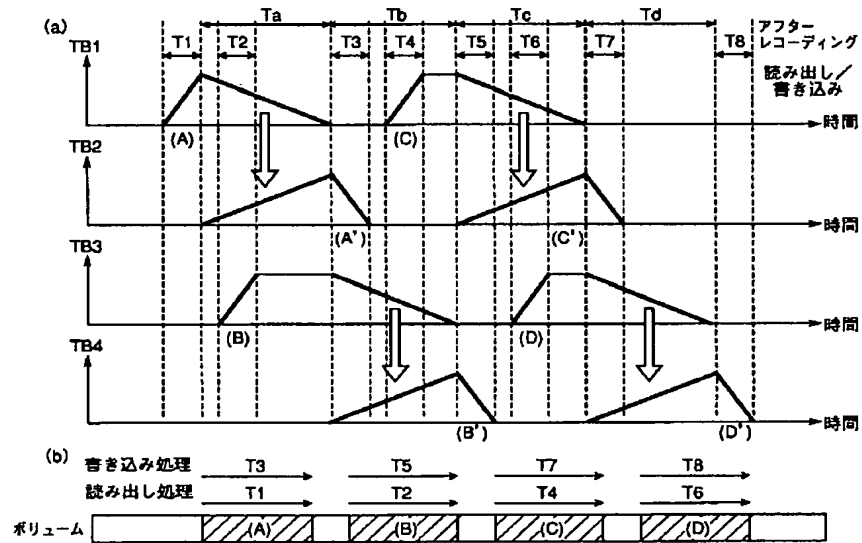 (a)
Ta Tb Tc Td
アフター
レコーディング
T1 T2 T3 T4 T5 T6 T7 T8
読み出し/
書き込み
TB1
(A) (C)
時間
TB2
(A') (C')
時間
TB3
(B) (D)
時間
TB4
(B') (D')
時間
(b)
書き込み処理 T3 T5 T7 T8
読み出し処理 T1 T2 T4 T6
ボリューム (A) (B) (C) (D)